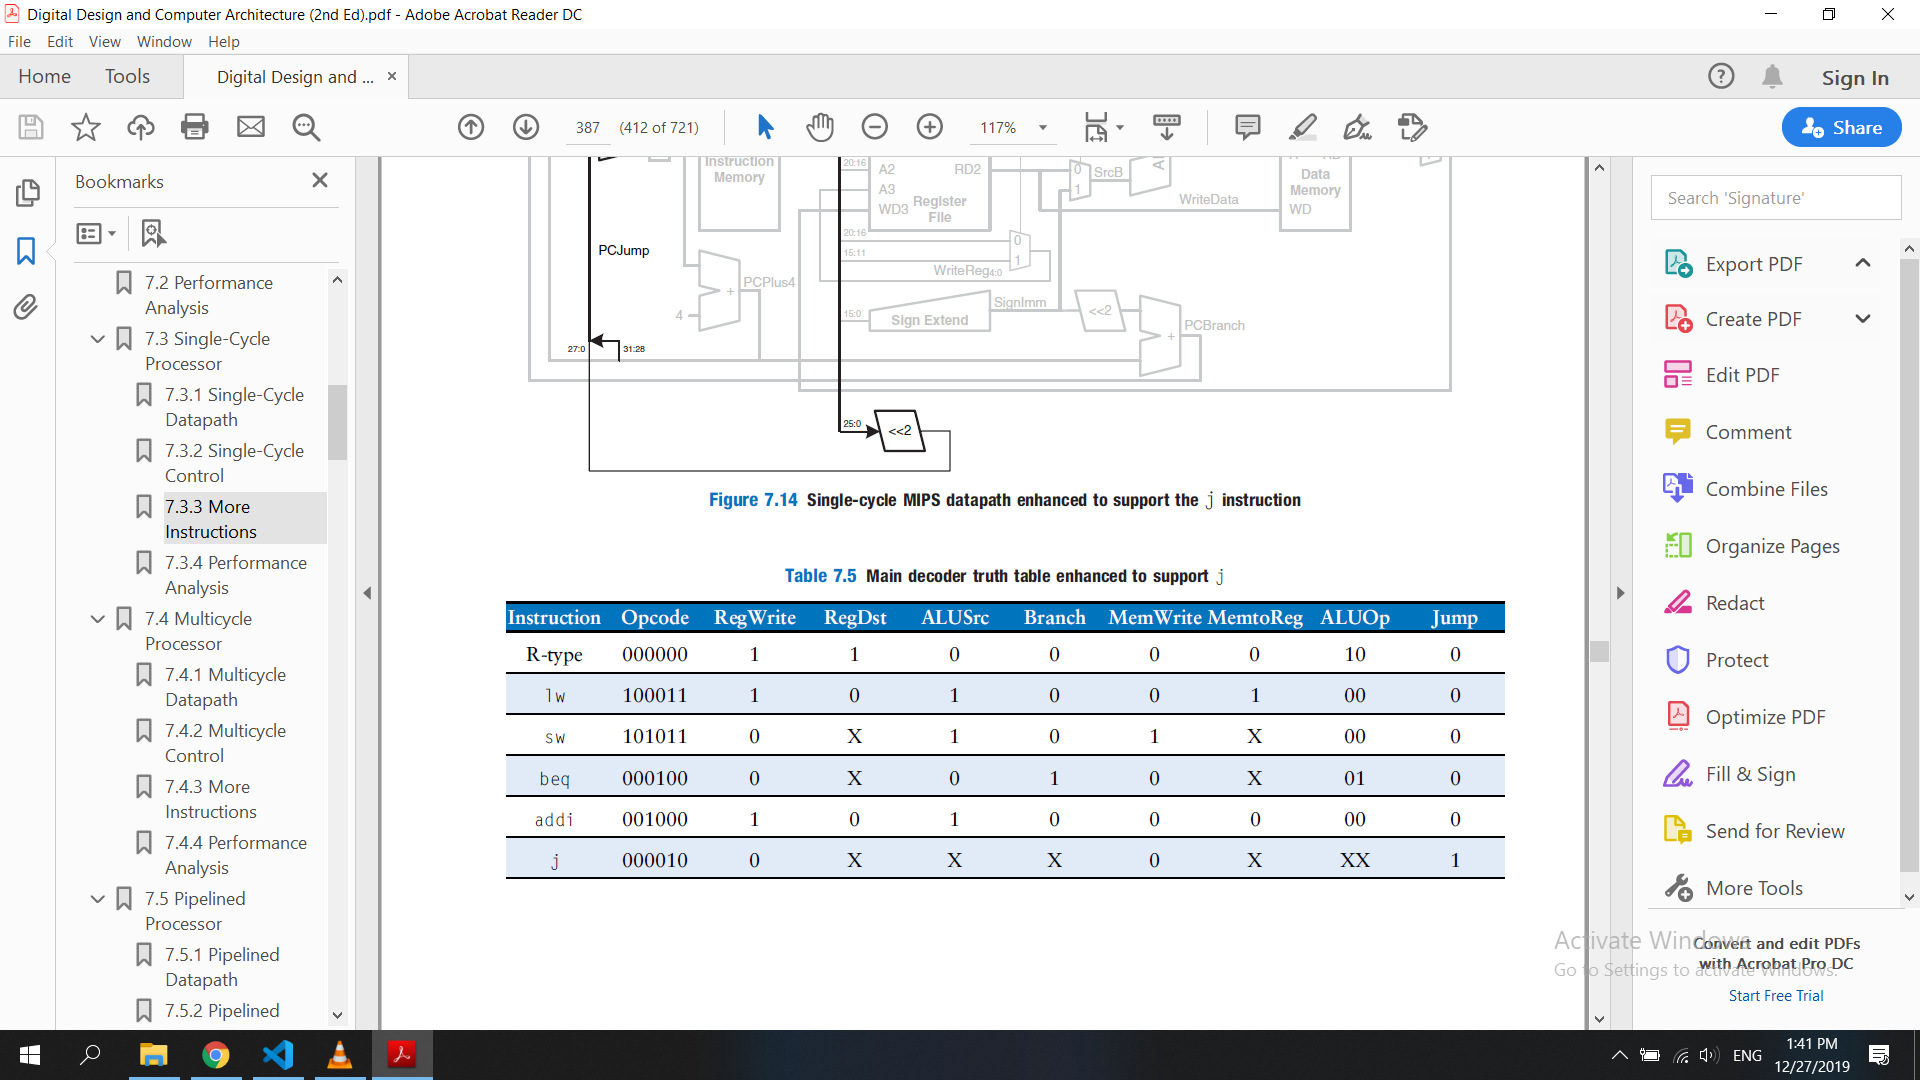 Digital Design and Computer Architecture (2nd Ed).pdf - Adobe Acrobat Reader DC
File Edit View Window Help
Home Tools Digital Design and ... × Sign In
387 (412 of 721) 117% Share
Bookmarks
7.2 Performance
Analysis
7.3 Single-Cycle
Processor
7.3.1 Single-Cycle
Datapath
7.3.2 Single-Cycle
Control
7.3.3 More
Instructions
7.3.4 Performance
Analysis
7.4 Multicycle
Processor
7.4.1 Multicycle
Datapath
7.4.2 Multicycle
Control
7.4.3 More
Instructions
7.4.4 Performance
Analysis
7.5 Pipelined
Processor
7.5.1 Pipelined
Datapath
7.5.2 Pipelined
Instruction
Memory
20:16
A2 RD2
A3
WD3 Register
File
0
1
SrcB
Data
Memory
WD
WriteData
PCJump
20:16
15:11
0
1
WriteReg4:0
PCPlus4
+
4
SignImm
15:0
Sign Extend
<<2
+
PCBranch
27:0 31:28
25:0
<<2
Figure 7.14 Single-cycle MIPS datapath enhanced to support the j instruction
Table 7.5 Main decoder truth table enhanced to support j
Instruction Opcode RegWrite RegDst ALUSrc Branch MemWrite MemtoReg ALUOp Jump
R-type 000000 1 1 0 0 0 0 10 0
lw 100011 1 0 1 0 0 1 00 0
sw 101011 0 X 1 0 1 X 00 0
beq 000100 0 X 0 1 0 X 01 0
addi 001000 1 0 1 0 0 0 00 0
j 000010 0 X X X 0 X XX 1
Search 'Signature'
Export PDF
Create PDF
Edit PDF
Comment
Combine Files
Organize Pages
Redact
Protect
Optimize PDF
Fill & Sign
Send for Review
More Tools
Activate Windows
Go to Settings to activate Windows.
Convert and edit PDFs
with Acrobat Pro DC
Start Free Trial
ENG
1:41 PM
12/27/2019